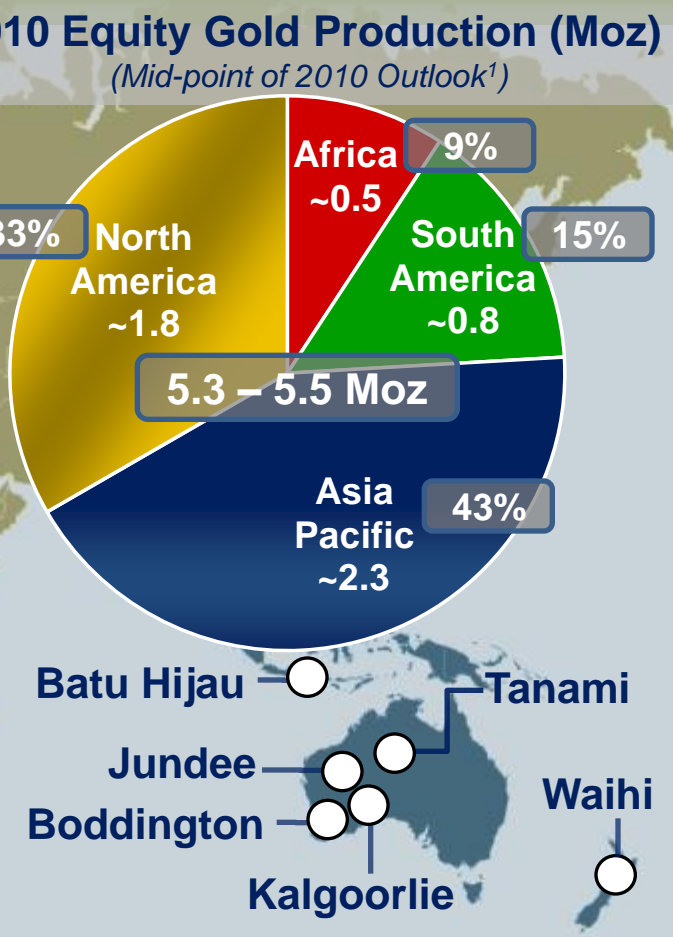 10 Equity Gold Production (Moz)
(Mid-point of 2010 Outlook¹)
Africa
~0.5
9%
South
America
~0.8
15%
33%
North
America
~1.8
5.3 – 5.5 Moz
Asia
Pacific
~2.3
43%
Batu Hijau
Tanami
Jundee
Waihi
Boddington
Kalgoorlie